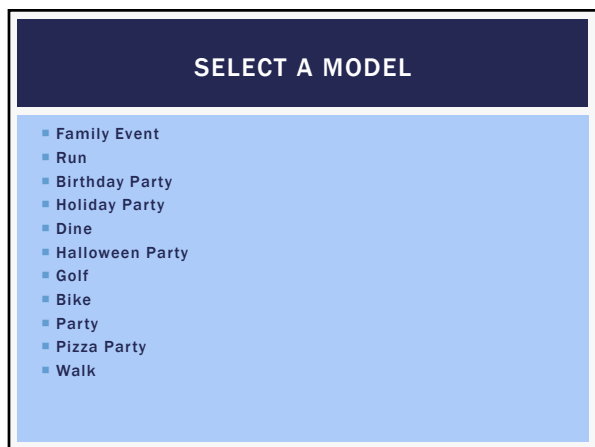 SELECT A MODEL
Family Event
Run
Birthday Party
Holiday Party
Dine
Halloween Party
Golf
Bike
Party
Pizza Party
Walk